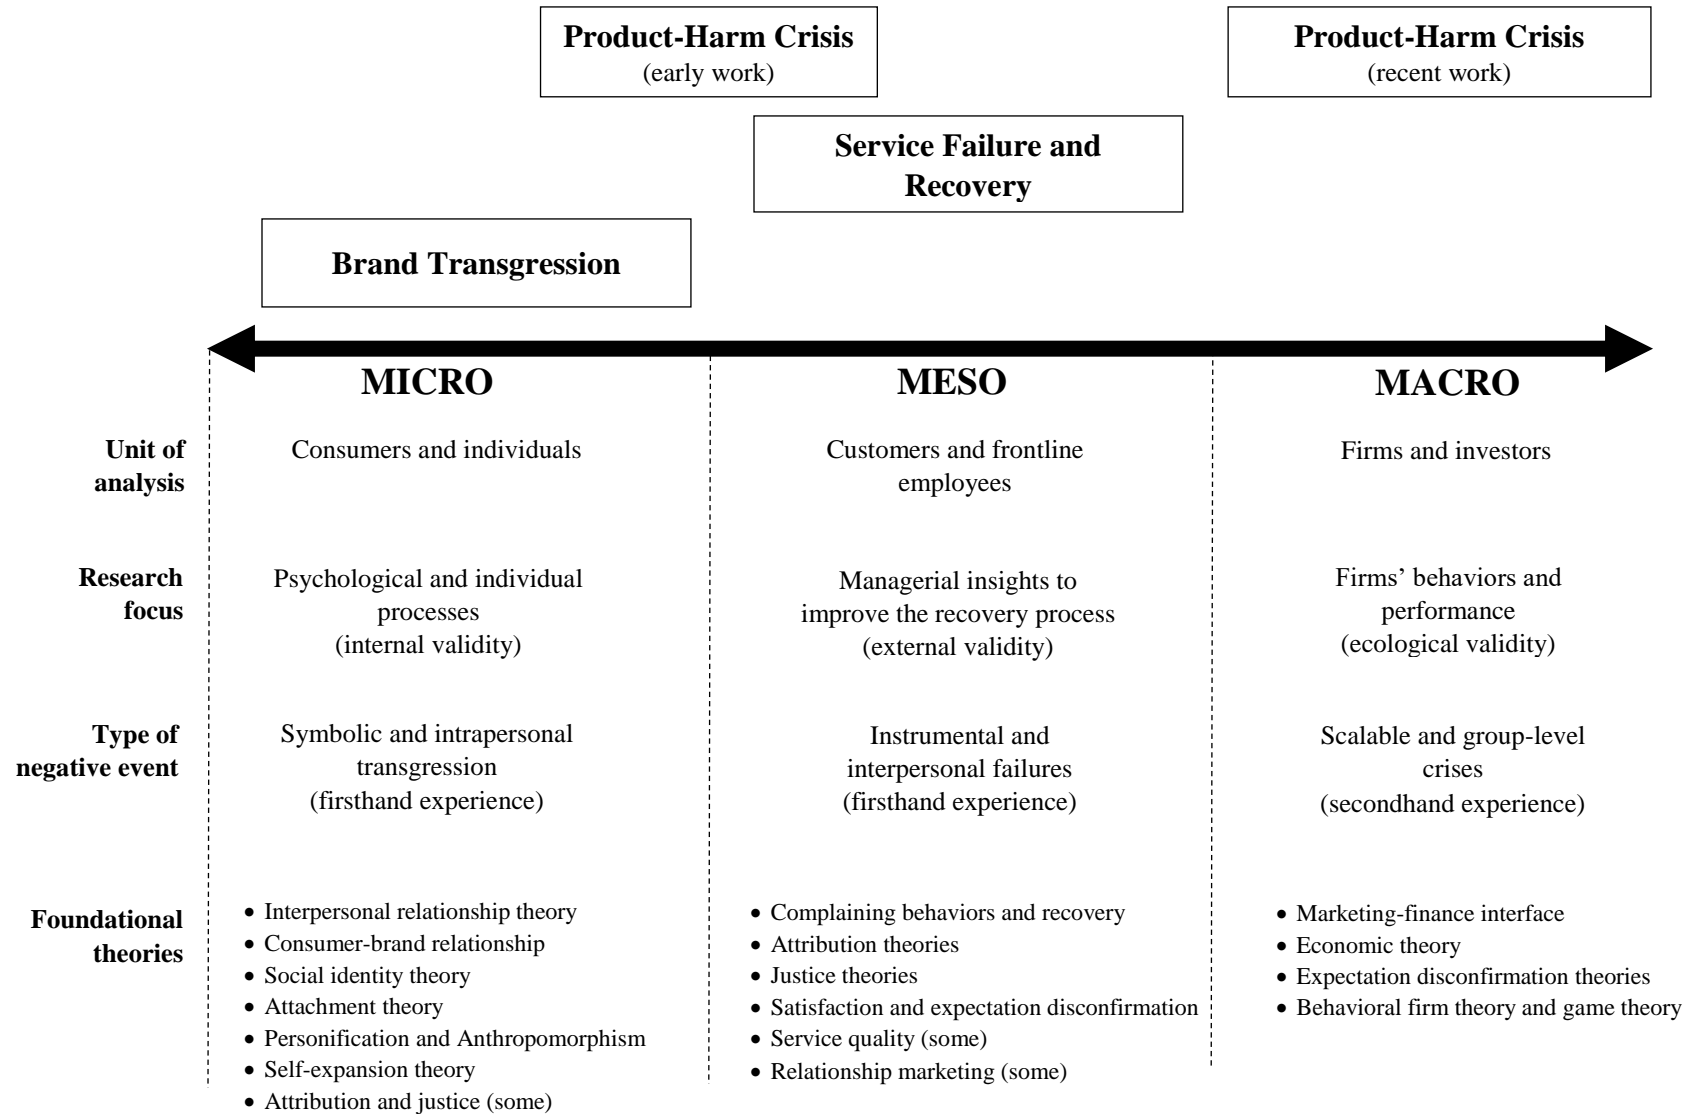 Product-Harm Crisis
(early work)
Product-Harm Crisis
(recent work)
Service Failure and
Recovery
Brand Transgression
MICRO
MESO
MACRO
Unit of
analysis
Consumers and individuals
Customers and frontline
employees
Firms and investors
Research
focus
Psychological and individual
processes
(internal validity)
Managerial insights to
improve the recovery process
(external validity)
Firms’ behaviors and
performance
(ecological validity)
Type of
negative event
Symbolic and intrapersonal
transgression
(firsthand experience)
Instrumental and
interpersonal failures
(firsthand experience)
Scalable and group-level
crises
(secondhand experience)
Foundational
theories
• Interpersonal relationship theory
• Consumer-brand relationship
• Social identity theory
• Attachment theory
• Personification and Anthropomorphism
• Self-expansion theory
• Attribution and justice (some)
• Complaining behaviors and recovery
• Attribution theories
• Justice theories
• Satisfaction and expectation disconfirmation
• Service quality (some)
• Relationship marketing (some)
• Marketing-finance interface
• Economic theory
• Expectation disconfirmation theories
• Behavioral firm theory and game theory